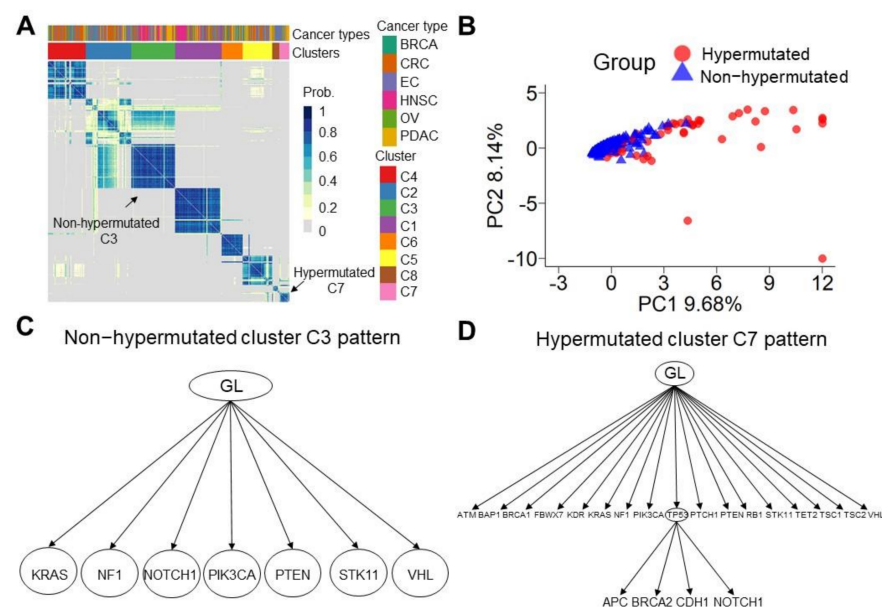 A
Cancer types
Clusters
Prob.
1
0.8
0.6
0.4
0.2
0
Non-hypermutated
C3
Hypermutated
C7
Cancer type
BRCA
CRC
EC
HNSC
OV
PDAC
Cluster
C4
C2
C3
C1
C6
C5
C8
C7
B
Group
Hypermutated
Non−hypermutated
PC2 8.14%
5
0
-5
-10
-3 0 3 6 9 12
PC1 9.68%
C
Non−hypermutated cluster C3 pattern
GL
KRAS NF1 NOTCH1 PIK3CA PTEN STK11 VHL
D
Hypermutated cluster C7 pattern
GL
ATM BAP1 BRCA1 FBWX7 KDR KRAS NF1 PIK3CA TP53 PTCH1 PTEN RB1 STK11 TET2 TSC1 TSC2 VHL
APC BRCA2 CDH1 NOTCH1